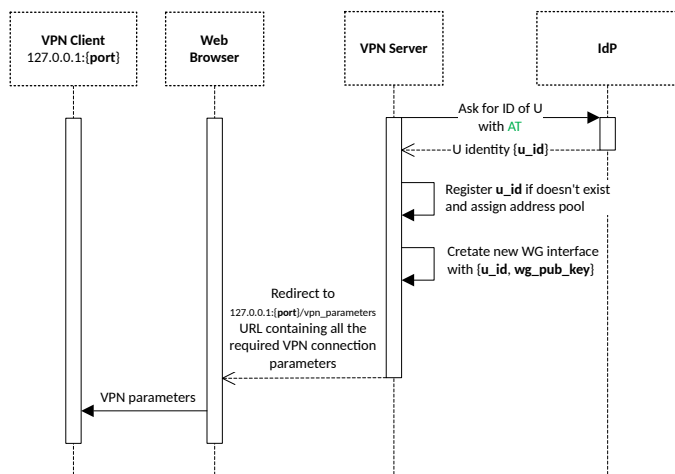 VPN Client
127.0.0.1:{port}
Web
Browser
VPN Server
IdP
Ask for ID of U
with AT
U identity {u_id}
Register u_id if doesn't exist
and assign address pool
Cretate new WG interface
with {u_id, wg_pub_key}
Redirect to
127.0.0.1:{port}/vpn_parameters
URL containing all the
required VPN connection
parameters
VPN parameters